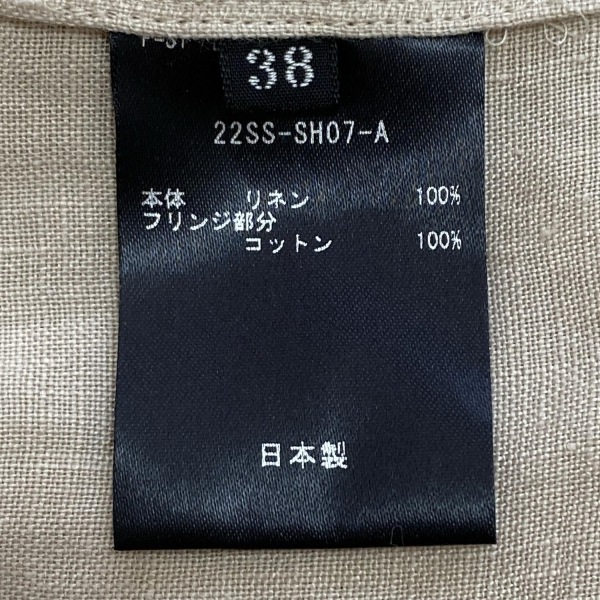 38
22SS-SH07-A
本体 リネン 100%
フリンジ部分
コットン 100%
日本製